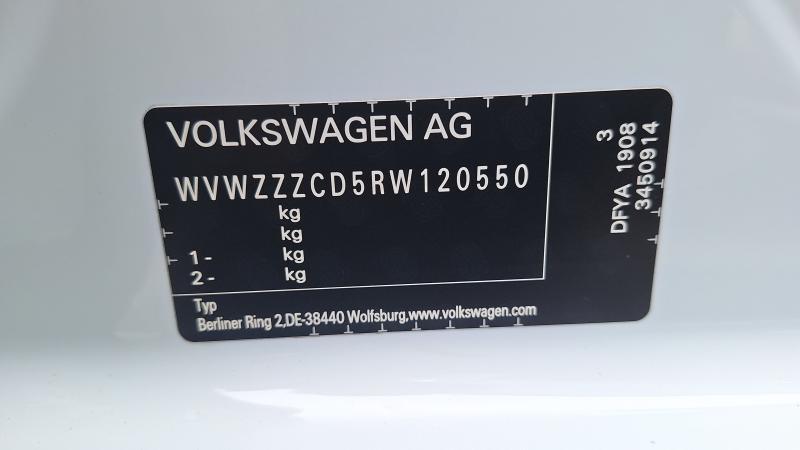 VOLKSWAGEN AG
WVWZZZCD5RW120550
kg
kg
1- kg
2- kg
Typ
Berliner Ring 2,DE-38440 Wolfsburg,www.volkswagen.com
3
DFYA 1908
3450914